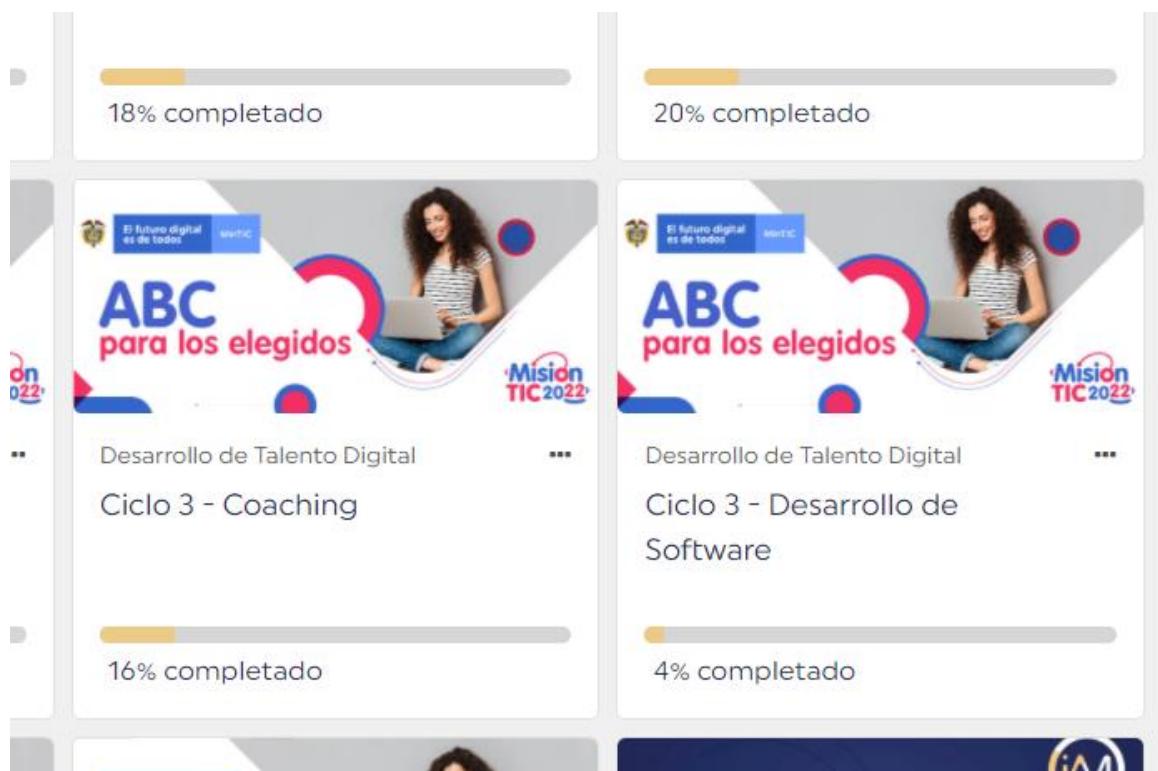 18% completado
20% completado
El futuro digital
es de todos
MinTIC
ABC
para los elegidos
Misión
TIC 2022
El futuro digital
es de todos
MinTIC
ABC
para los elegidos
Misión
TIC 2022
Desarrollo de Talento Digital
Ciclo 3 - Coaching
Desarrollo de Talento Digital
Ciclo 3 - Desarrollo de
Software
16% completado
4% completado